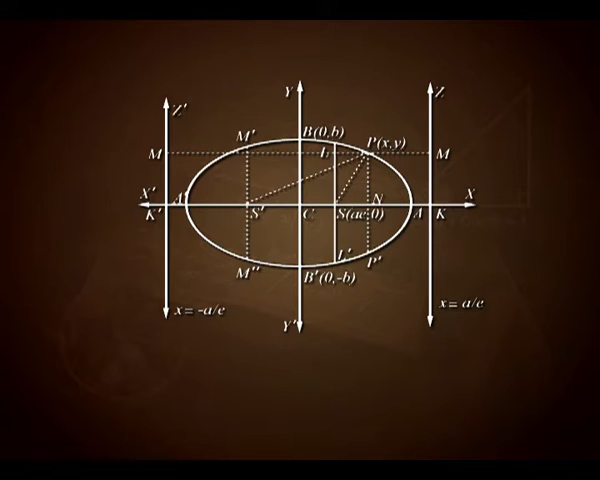 Y
Z
Z'
B(0,b)
M'
L
P(x,y)
M
M
X'
A'
X
K'
S'
C
S(ae,0)
N
A
K
M''
L'
P'
B'(0,-b)
x= -a/e
x= a/e
Y'